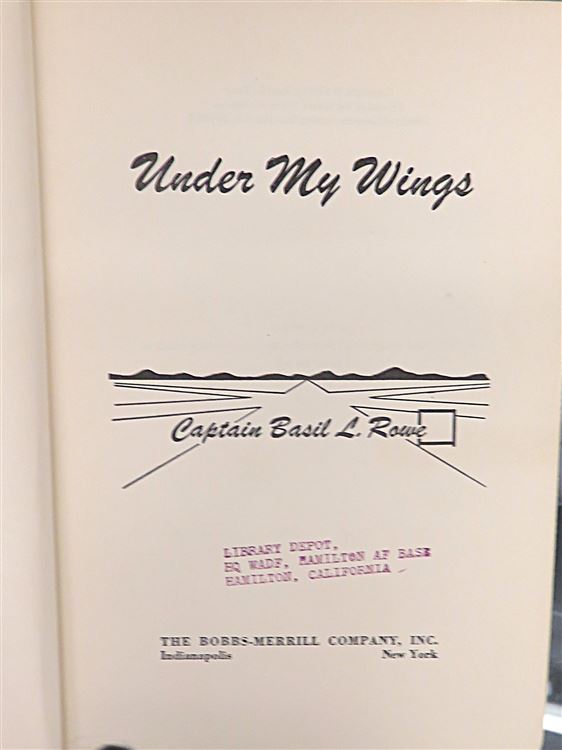 Under My Wings
Captain Basil L. Rowe
LIBRARY DEPOT,
HQ WADF, HAMILTON AF BASE
HAMILTON, CALIFORNIA
THE BOBBS-MERRILL COMPANY, INC.
Indianapolis New York